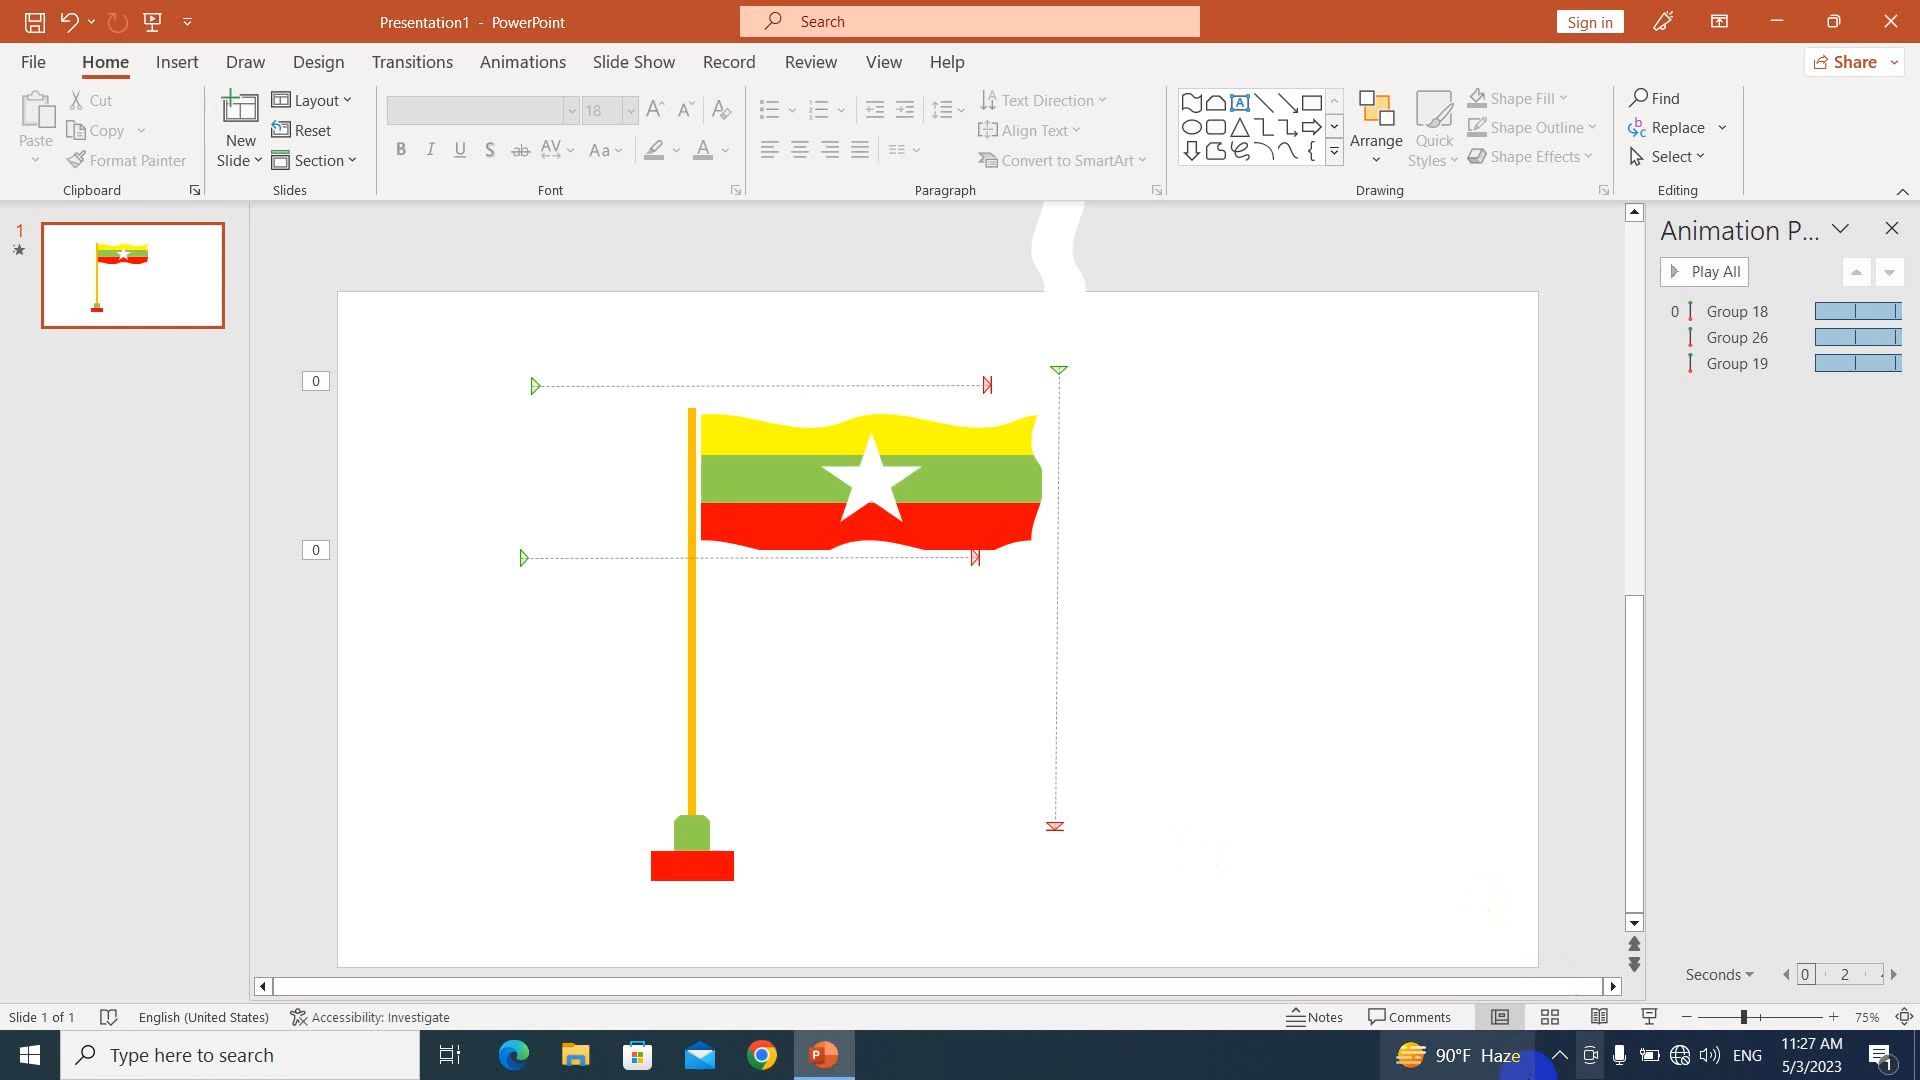 Presentation1 - PowerPoint
Search
Sign in
File Home Insert Draw Design Transitions Animations Slide Show Record Review View Help
Share
Paste
Cut
Copy
Format Painter
Clipboard
New Slide
Layout
Reset
Section
Slides
18
B I U S ab AV Aa A
Font
Text Direction
Align Text
Convert to SmartArt
Paragraph
Arrange
Quick Styles
Shape Fill
Shape Outline
Shape Effects
Drawing
Find
Replace
Select
Editing
1
0
0
Animation P...
Play All
0 Group 18
Group 26
Group 19
Seconds 0 2
Slide 1 of 1 English (United States) Accessibility: Investigate
Notes Comments 75%
Type here to search
90°F Haze
ENG
11:27 AM
5/3/2023
1